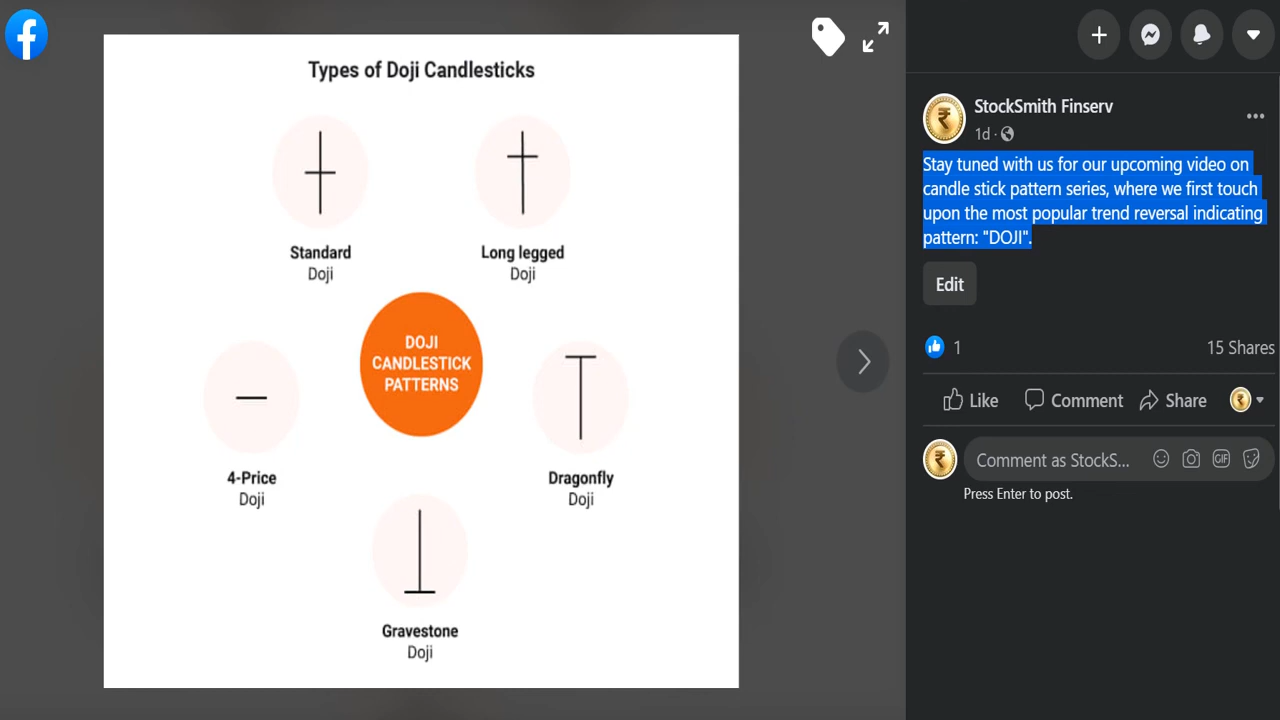 Types of Doji Candlesticks
Standard
Doji
Long legged
Doji
DOJI
CANDLESTICK
PATTERNS
4-Price
Doji
Dragonfly
Doji
Gravestone
Doji
StockSmith Finserv
1d ·
Stay tuned with us for our upcoming video on
candle stick pattern series, where we first touch
upon the most popular trend reversal indicating
pattern: "DOJI".
Edit
1
15 Shares
Like
Comment
Share
Comment as StockS...
GIF
Press Enter to post.